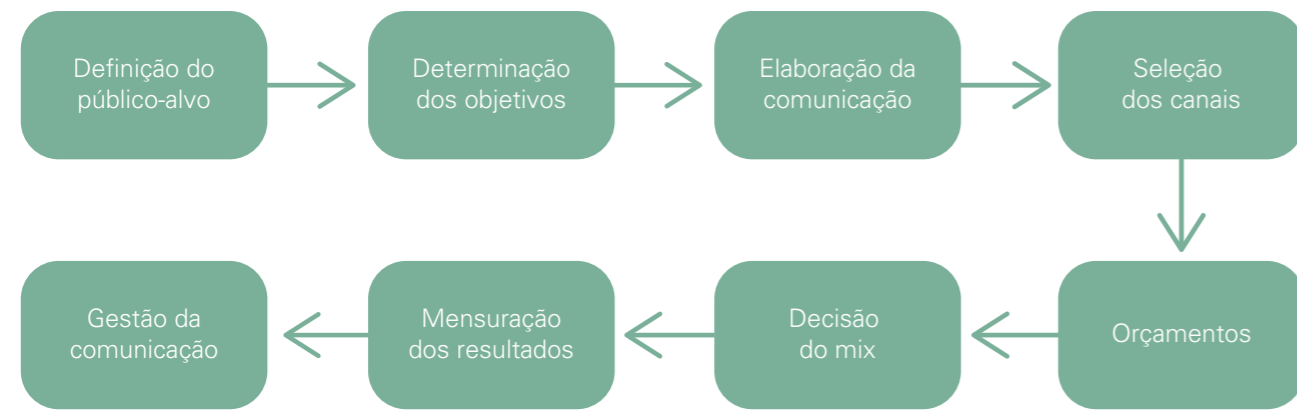 Definição do
público-alvo
Determinação
dos objetivos
Elaboração da
comunicação
Seleção
dos canais
Orçamentos
Decisão
do mix
Mensuração
dos resultados
Gestão da
comunicação